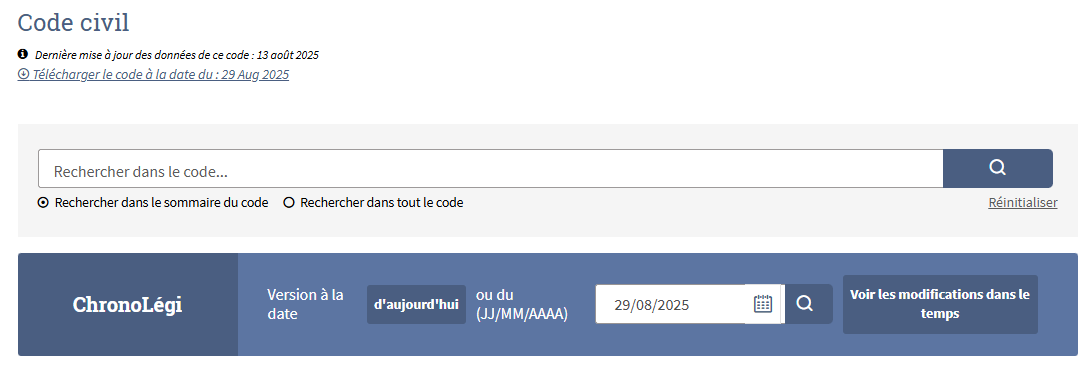 Code civil
Dernière mise à jour des données de ce code : 13 août 2025
Télécharger le code à la date du : 29 Aug 2025
Rechercher dans le code...
Rechercher dans le sommaire du code Rechercher dans tout le code Réinitialiser
ChronoLégi
Version à la
date
d'aujourd'hui
ou du
(JJ/MM/AAAA)
29/08/2025
Voir les modifications dans le
temps